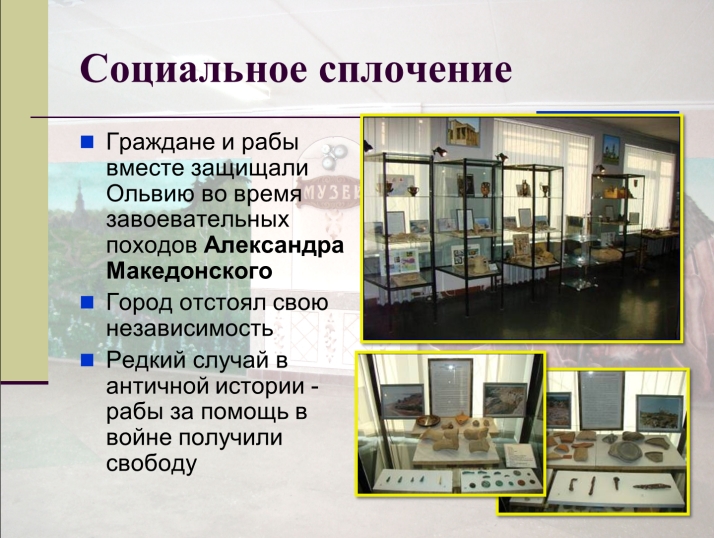 Социальное сплочение
Граждане и рабы
вместе защищали
Ольвию во время
завоевательных
походов Александра
Македонского
Город отстоял свою
независимость
Редкий случай в
античной истории -
рабы за помощь в
войне получили
свободу
МУЗЕЙ